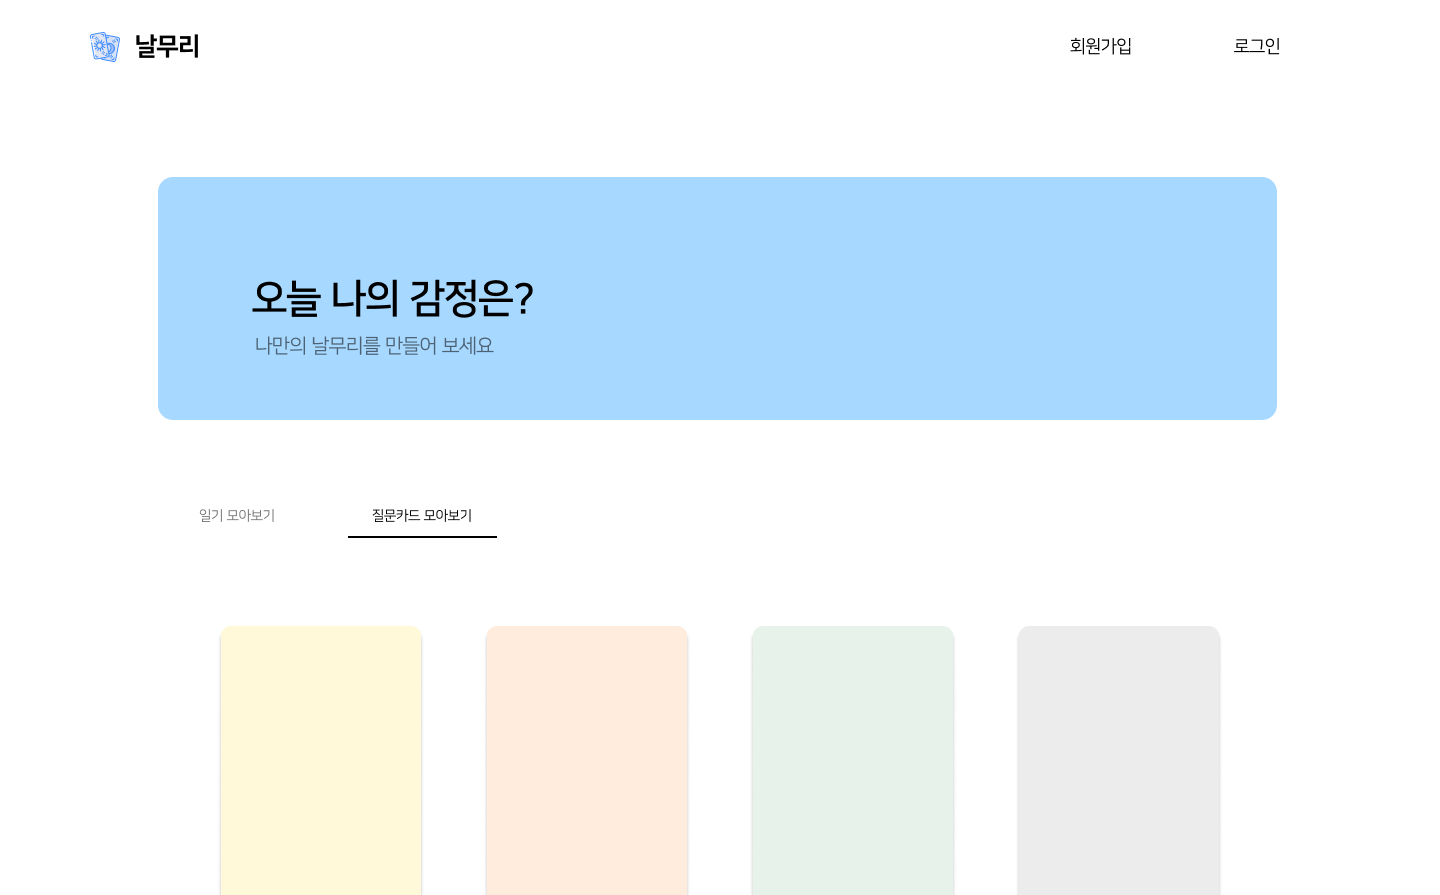 날무리
회원가입
로그인
오늘 나의 감정은?
나만의 날무리를 만들어 보세요
일기 모아보기
질문카드 모아보기